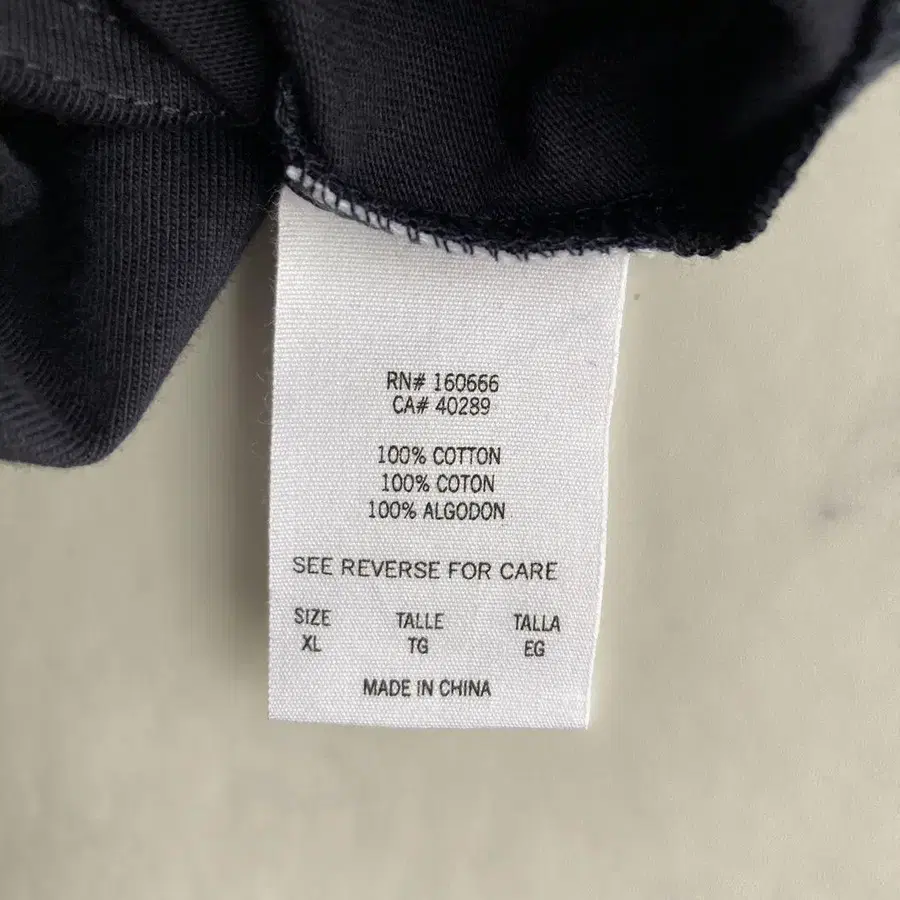 RN# 160666
CA# 40289
100% COTTON
100% COTON
100% ALGODON
SEE REVERSE FOR CARE
SIZE TALLE TALLA
XL TG EG
MADE IN CHINA